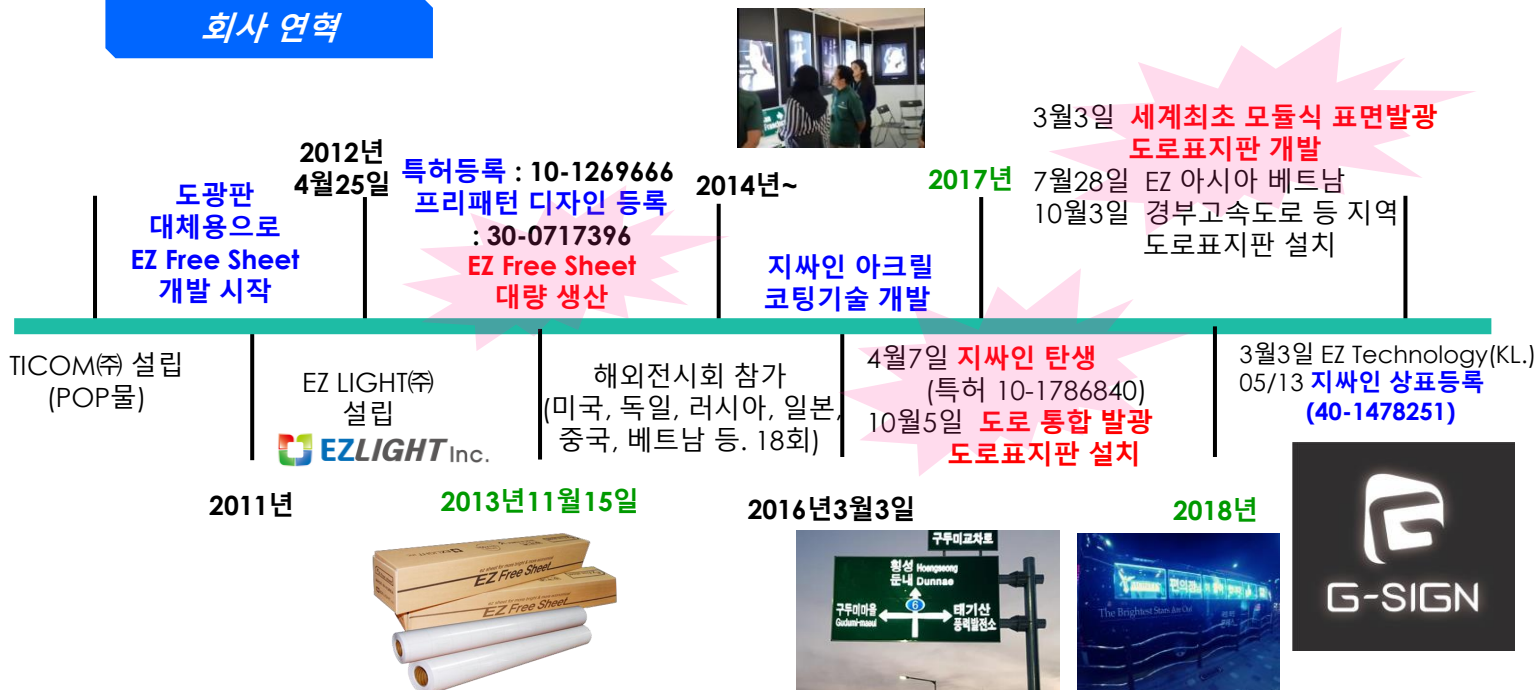 회사 연혁
2012년
4월25일
도광판
대체용으로
EZ Free Sheet
개발 시작
특허등록 : 10-1269666
프리패턴 디자인 등록
: 30-0717396
EZ Free Sheet
대량 생산
2014년~
지싸인 아크릴
코팅기술 개발
2017년
3월3일 세계최초 모듈식 표면발광
도로표지판 개발
7월28일 EZ 아시아 베트남
10월3일 경부고속도로 등 지역
도로표지판 설치
TICOM㈜ 설립
(POP물)
EZ LIGHT㈜
설립
EZLIGHT Inc.
해외전시회 참가
(미국, 독일, 러시아, 일본,
중국, 베트남 등. 18회)
4월7일 지싸인 탄생
(특허 10-1786840)
10월5일 도로 통합 발광
도로표지판 설치
3월3일 EZ Technology(KL.)
05/13 지싸인 상표등록
(40-1478251)
2011년
2013년11월15일
2016년3월3일
2018년
EZ Free Sheet
EZ Free Sheet
구두미교차로
횡성 Hoengseong
둔내 Dunnae
6
구두미마을
Gudumi-maeul
태기산
풍력발전소
편의점
The Brightest Stars Are Out
G-SIGN